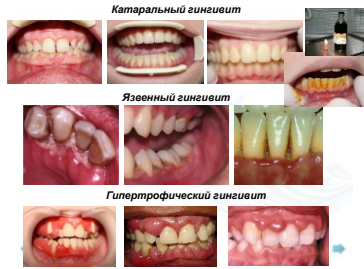 Катаральный гингивит
Язвенный гингивит
Гипертрофический гингивит